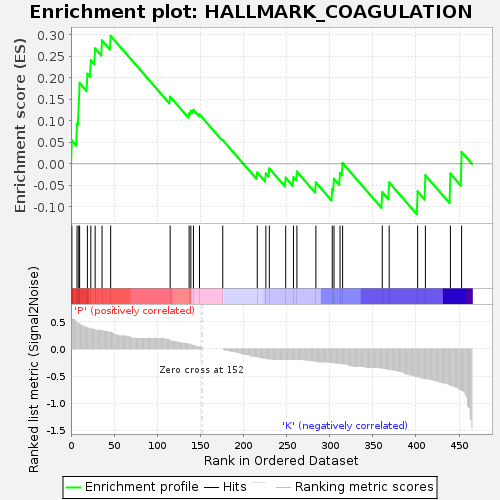 Enrichment plot: HALLMARK_COAGULATION
Enrichment score (ES)
0.30
0.25
0.20
0.15
0.10
0.05
0.00
-0.05
-0.10
'P' (positively correlated)
Ranked list metric (Signal2Noise)
0.5
0.0
-0.5
-1.0
-1.5
Zero cross at 152
'K' (negatively correlated)
0 50 100 150 200 250 300 350 400 450
Rank in Ordered Dataset
Enrichment profile Hits Ranking metric scores